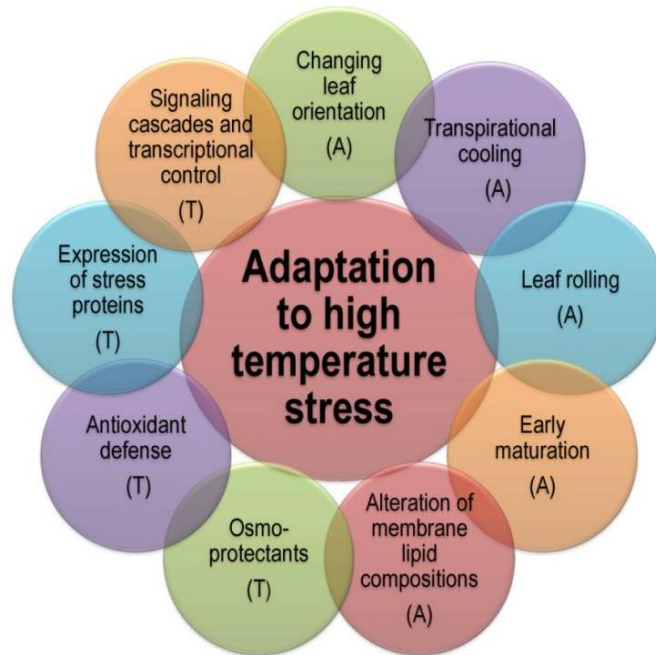 Changing
leaf
orientation
(A)
Transpirational
cooling
(A)
Leaf rolling
(A)
Early
maturation
(A)
Alteration of
membrane
lipid
compositions
(A)
Osmo-
protectants
(T)
Antioxidant
defense
(T)
Expression
of stress
proteins
(T)
Signaling
cascades and
transcriptional
control
(T)
Adaptation
to high
temperature
stress